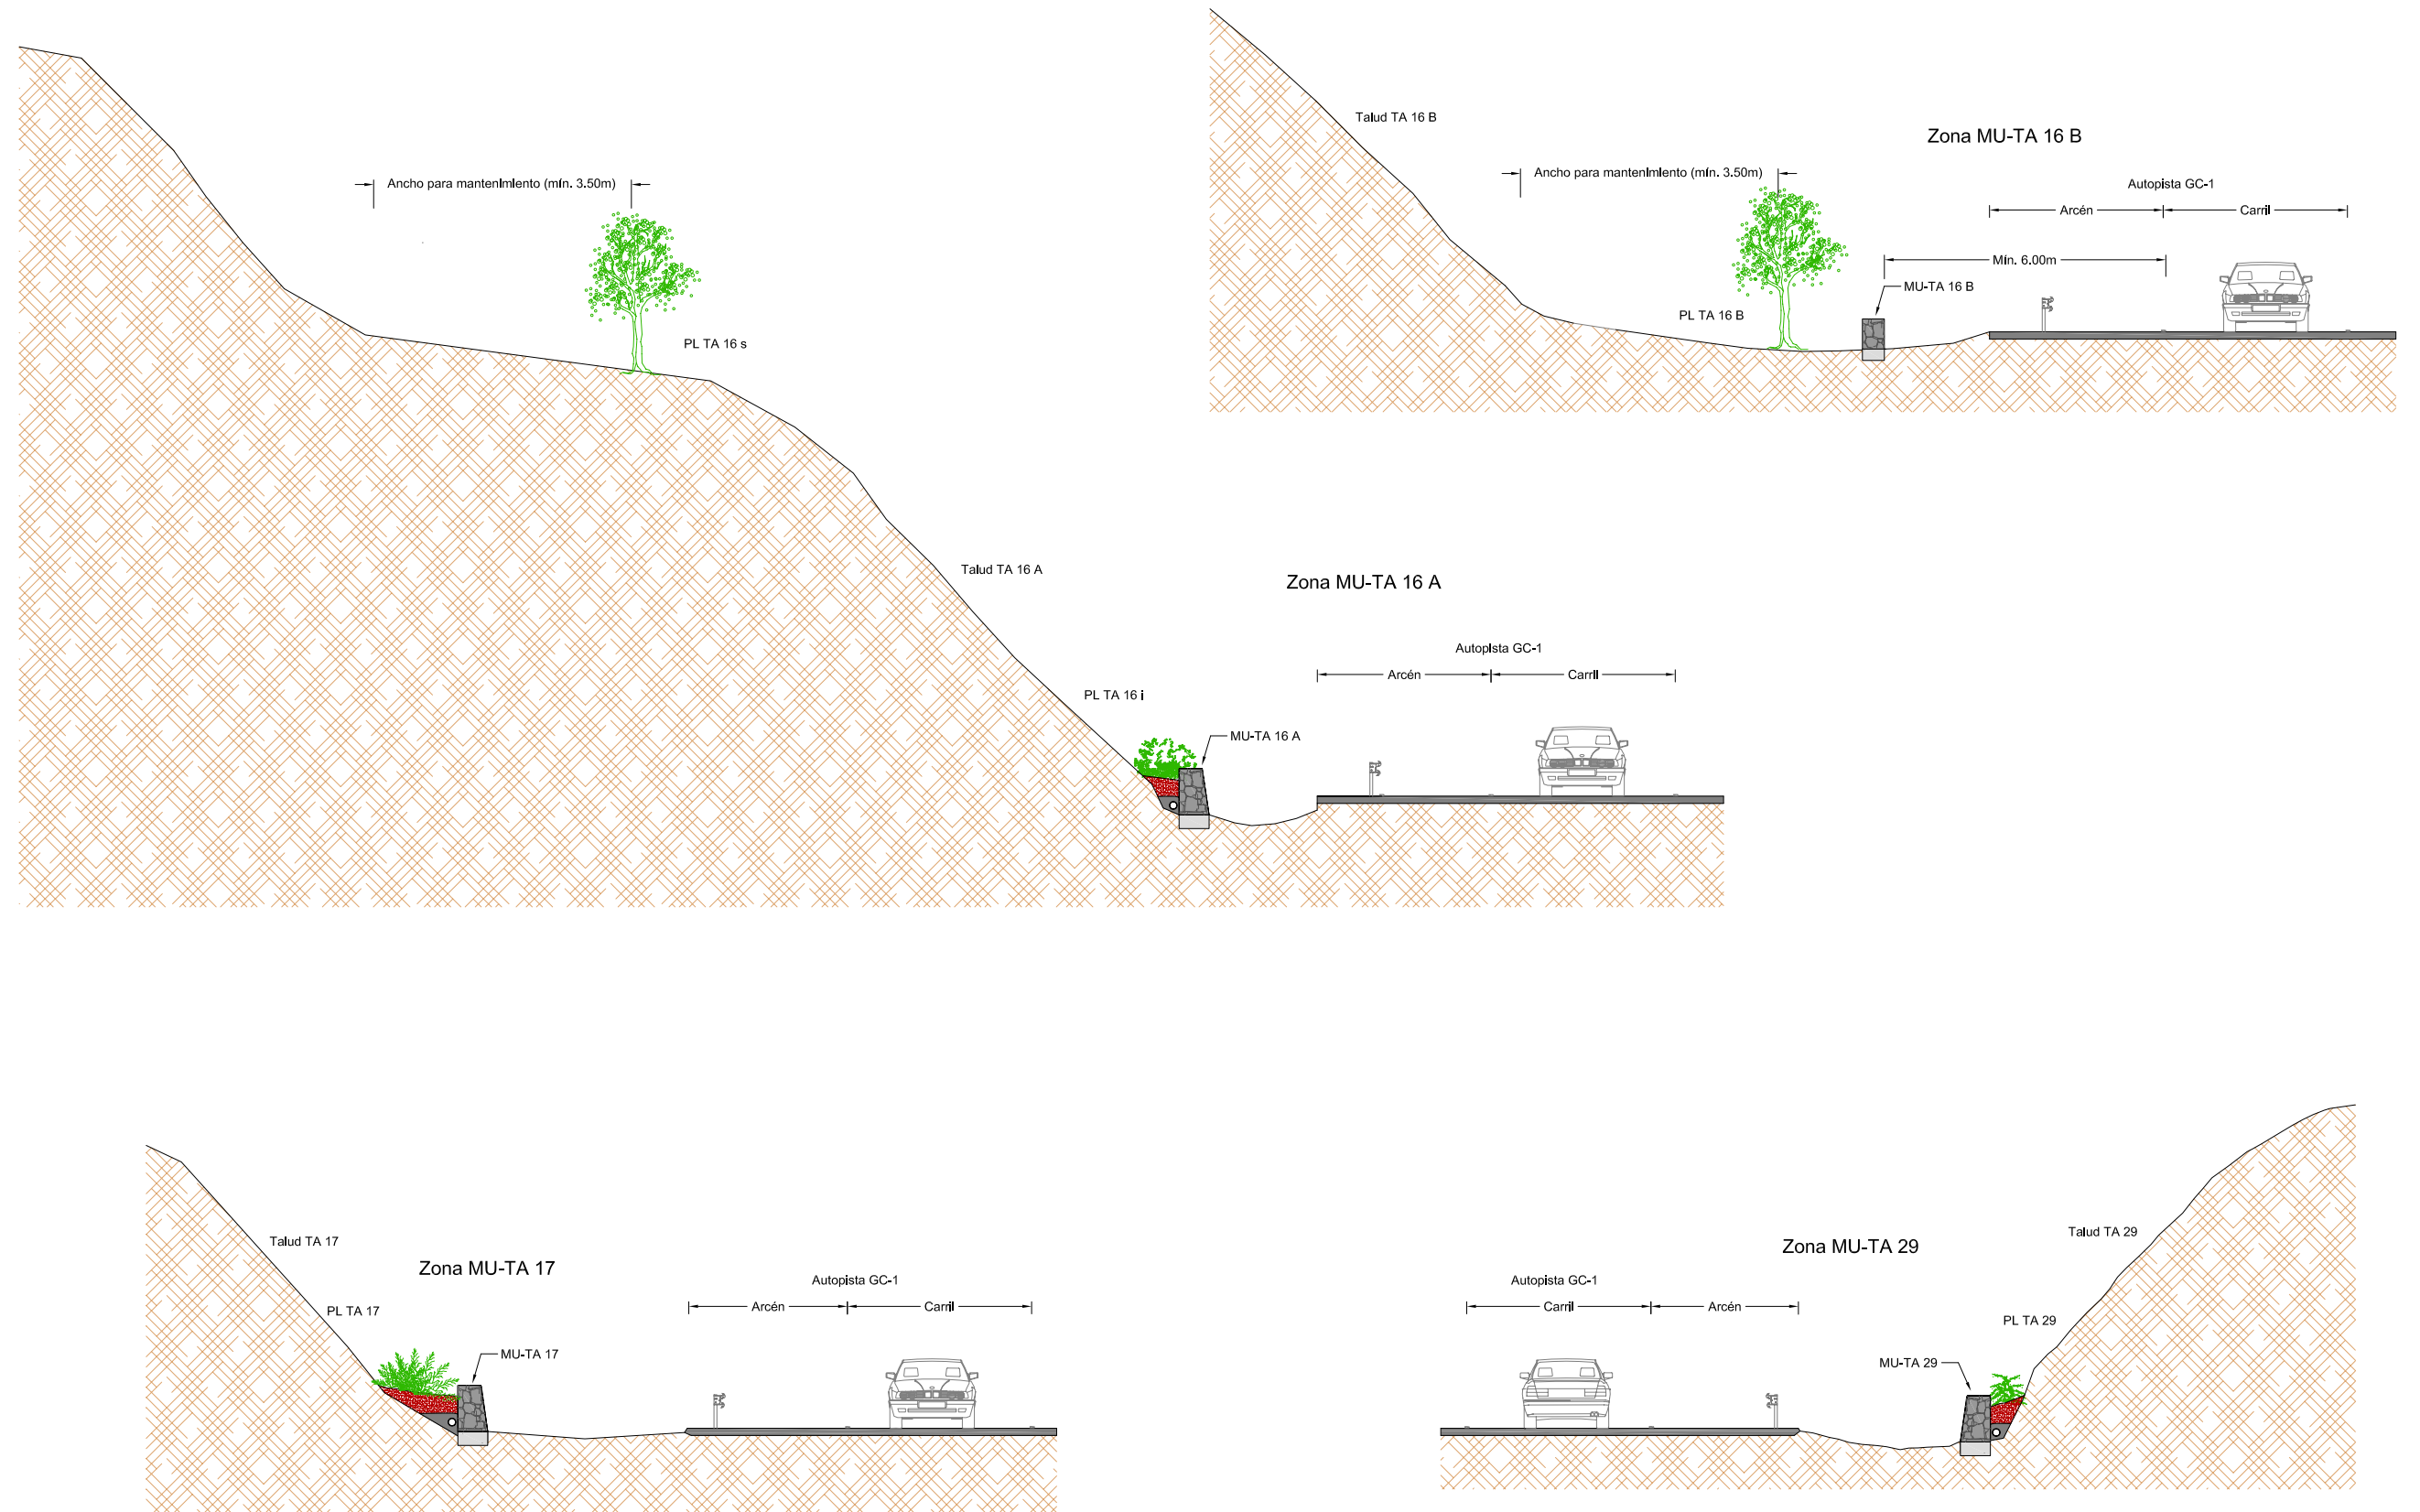 Talud TA 16 B
Zona MU-TA 16 B
Ancho para mantenimiento (mín. 3.50m)
Autopista GC-1
Arcén
Carril
Mín. 6.00m
MU-TA 16 B
PL TA 16 B
Ancho para mantenimiento (mín. 3.50m)
PL TA 16 s
Talud TA 16 A
Zona MU-TA 16 A
Autopista GC-1
Arcén
Carril
PL TA 16 i
MU-TA 16 A
Talud TA 17
Zona MU-TA 17
Autopista GC-1
Arcén
Carril
PL TA 17
MU-TA 17
Talud TA 29
Zona MU-TA 29
Autopista GC-1
Carril
Arcén
PL TA 29
MU-TA 29